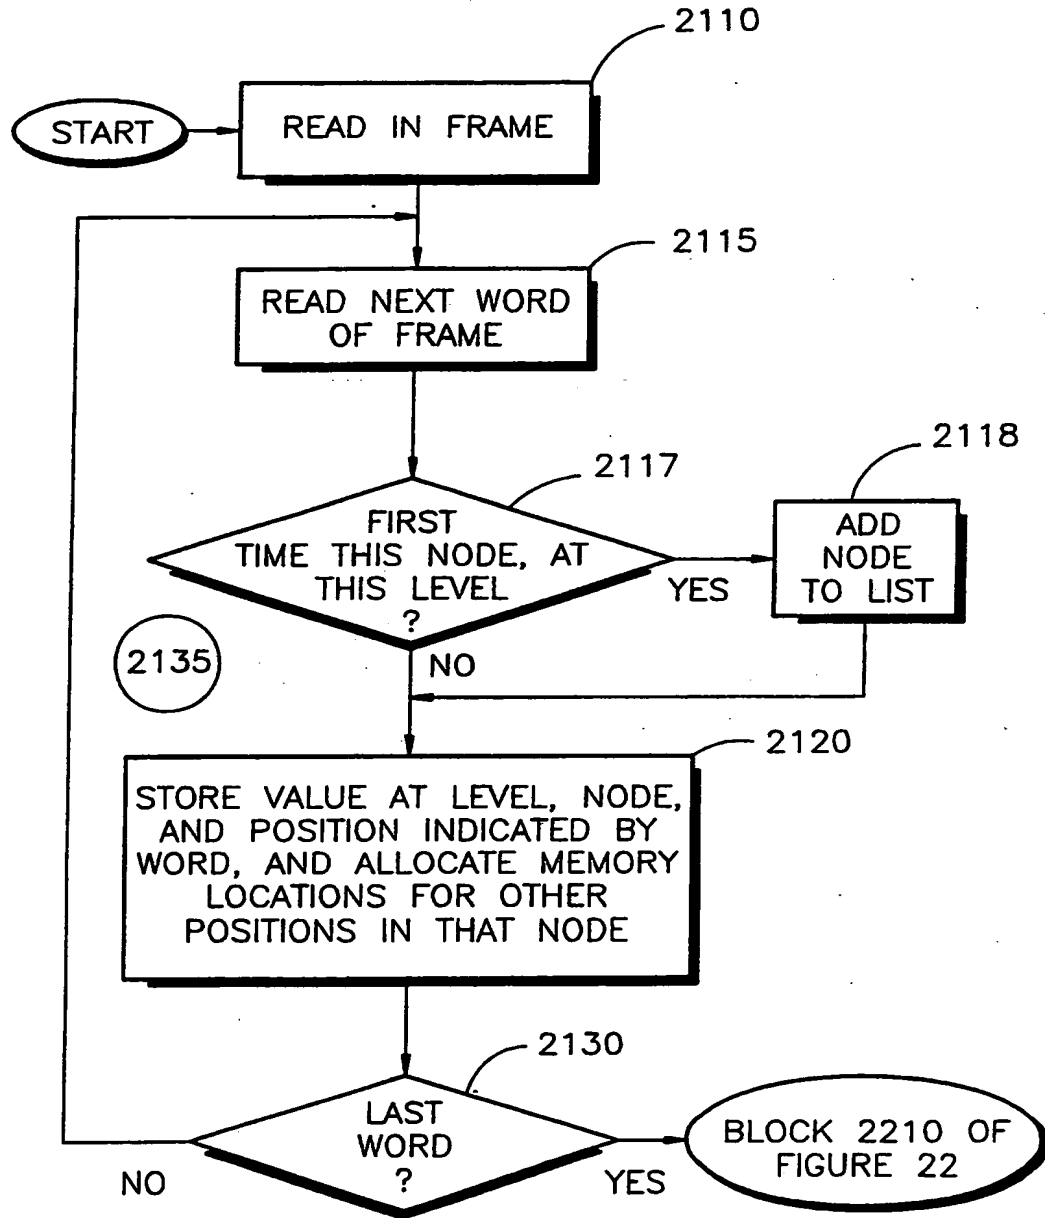 2110
START
READ IN FRAME
2115
READ NEXT WORD
OF FRAME
2117
2118
FIRST
TIME THIS NODE, AT
THIS LEVEL
?
YES
ADD
NODE
TO LIST
2135
NO
2120
STORE VALUE AT LEVEL, NODE,
AND POSITION INDICATED BY
WORD, AND ALLOCATE MEMORY
LOCATIONS FOR OTHER
POSITIONS IN THAT NODE
2130
LAST
WORD
?
NO
YES
BLOCK 2210 OF
FIGURE 22